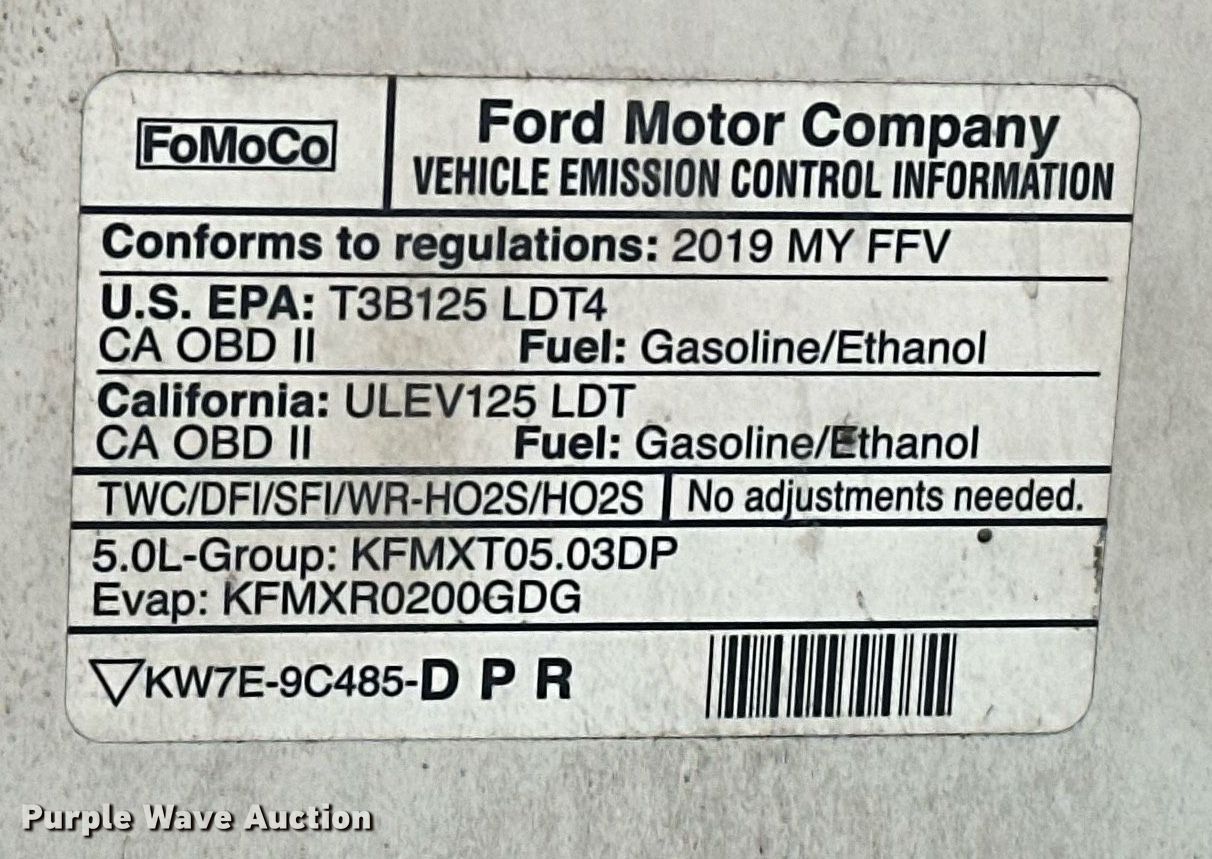 FoMoCo
Ford Motor Company
VEHICLE EMISSION CONTROL INFORMATION
Conforms to regulations: 2019 MY FFV
U.S. EPA: T3B125 LDT4
CA OBD II Fuel: Gasoline/Ethanol
California: ULEV125 LDT
CA OBD II Fuel: Gasoline/Ethanol
TWC/DFI/SFI/WR-HO2S/HO2S No adjustments needed.
5.0L-Group: KFMXT05.03DP
Evap: KFMXR0200GDG
KW7E-9C485-D P R
Purple Wave Auction